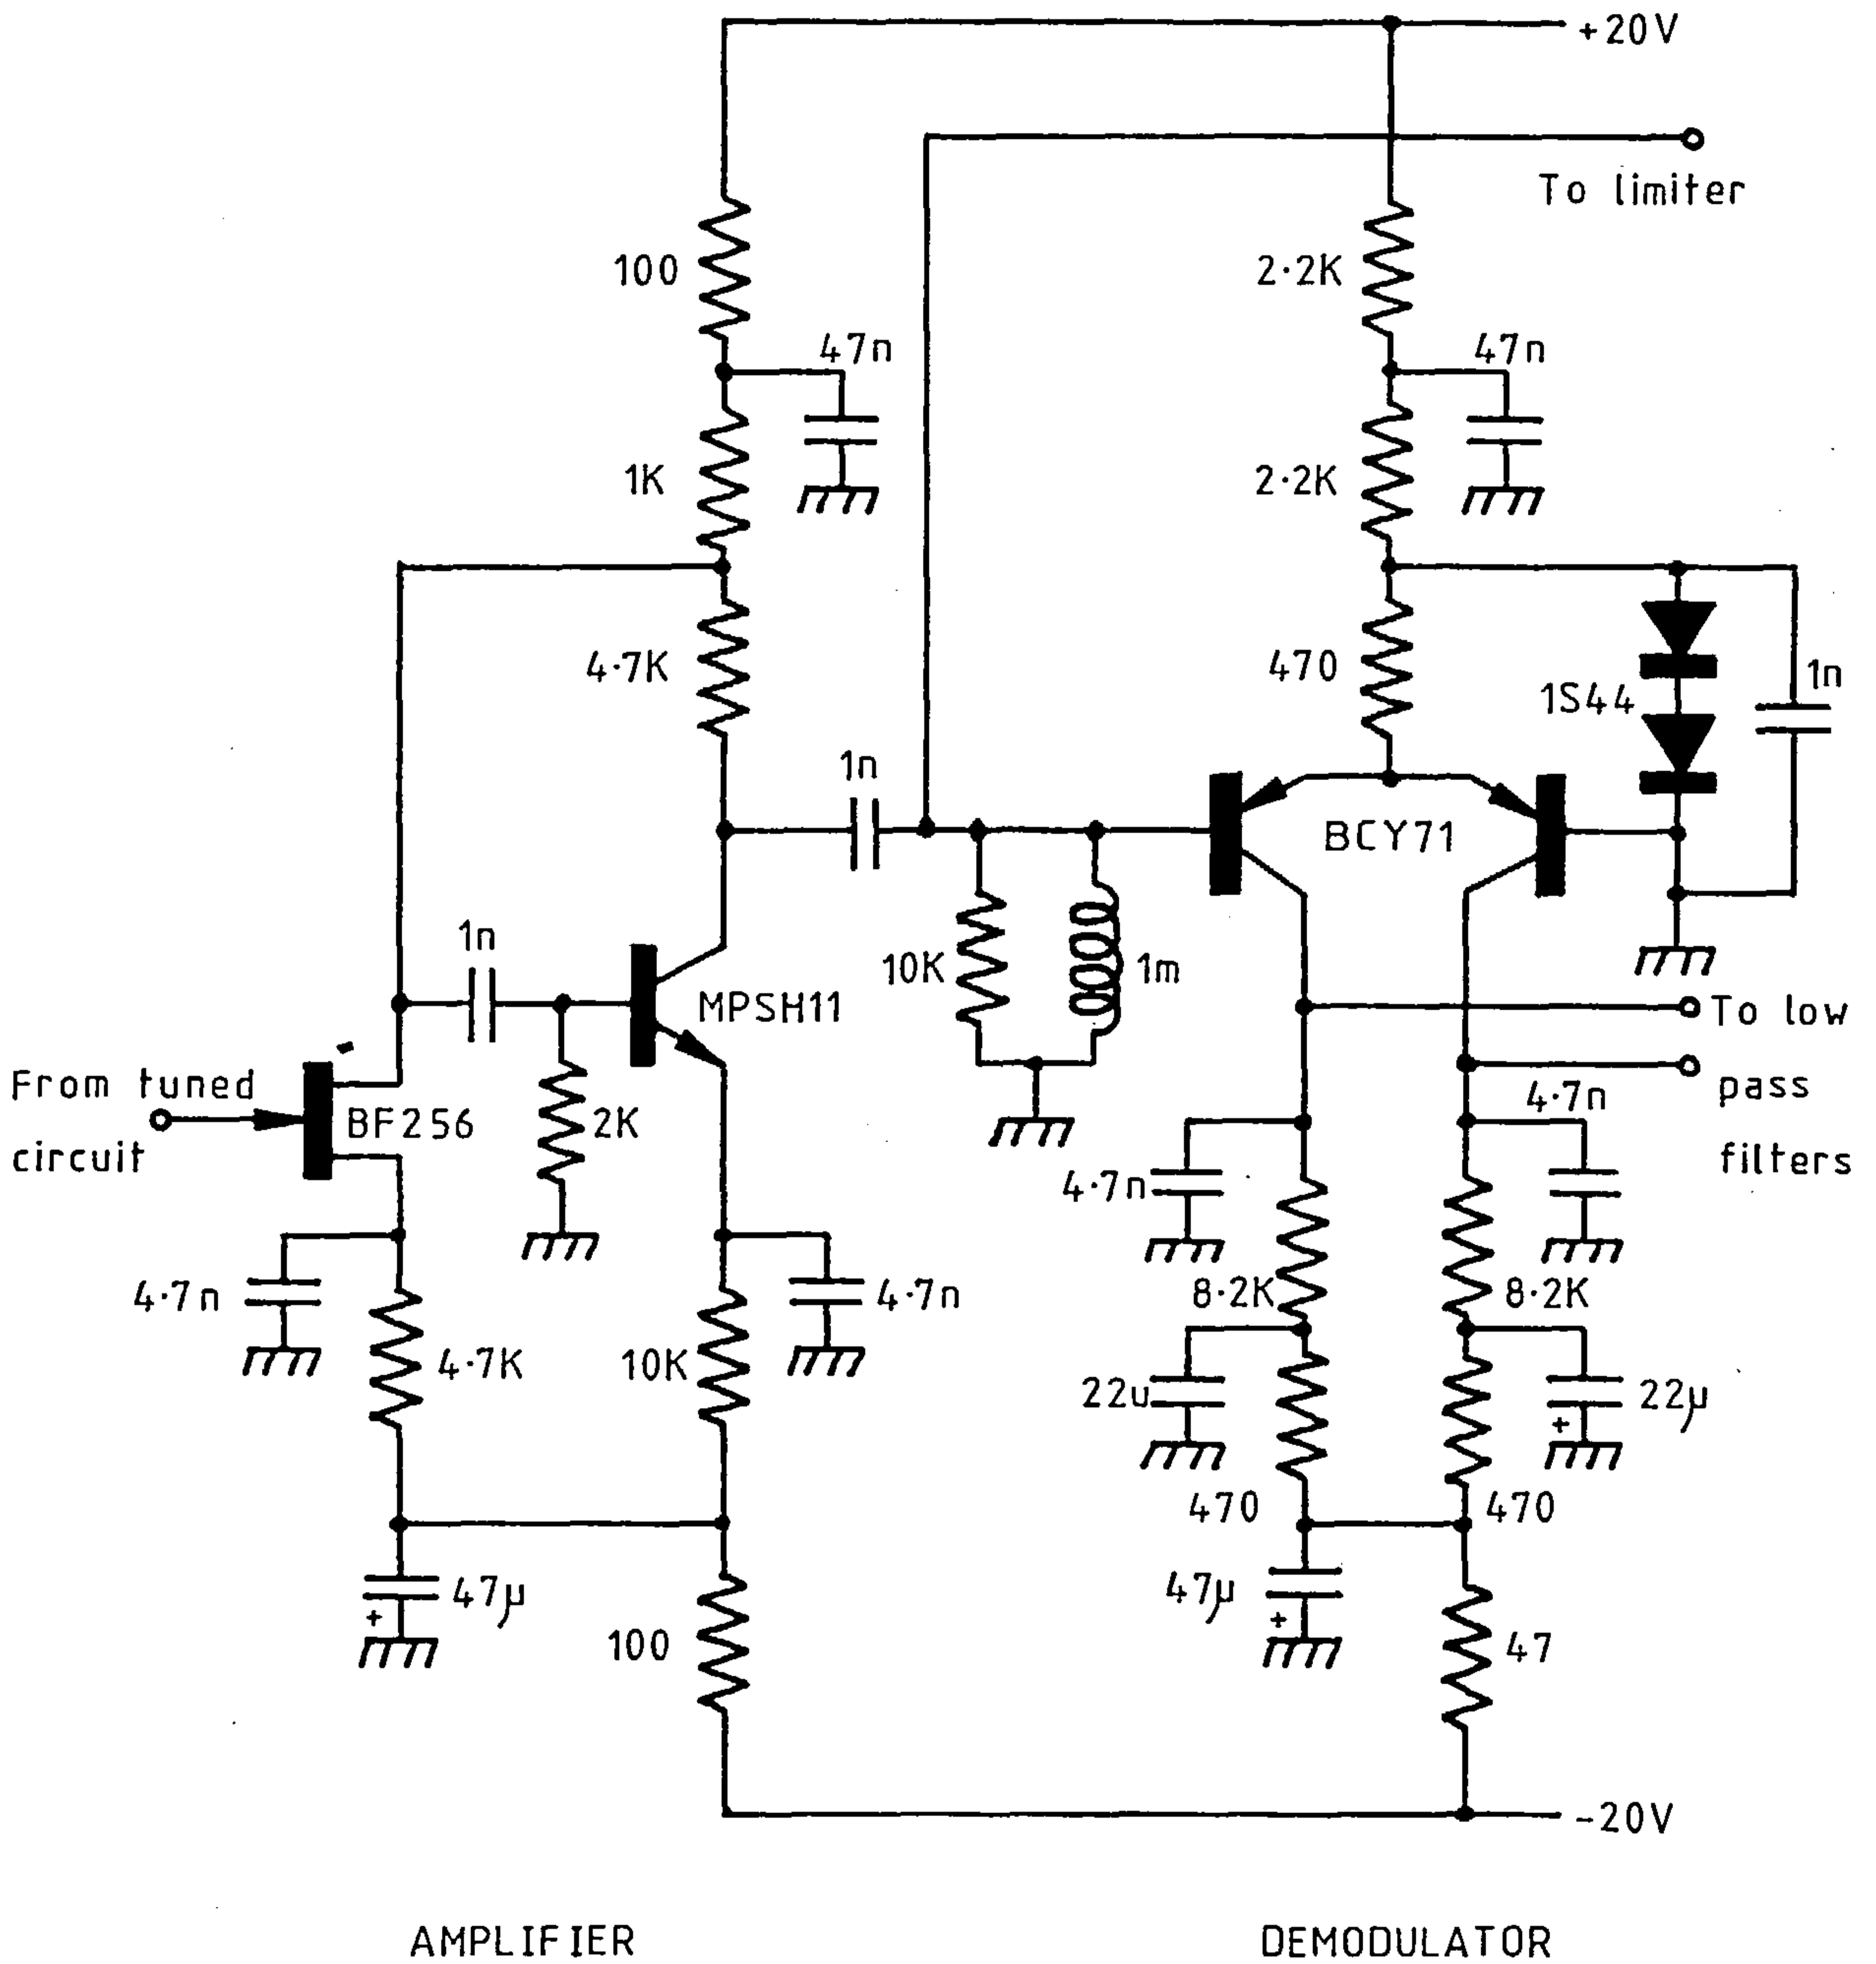 +20V
To limiter
100
2.2K
47n
47n
1K
2.2K
4.7K
470
1S44
1n
1n
BCY71
1n
10K
1m
MPSH11
To low
From tuned
BF256
2K
4.7n
pass
circuit
4.7n
filters
4.7n
4.7n
8.2K
8.2K
4.7K
10K
22u
22µ
+
470
470
47µ
+
47µ
+
100
47
-20V
AMPLIFIER
DEMODULATOR